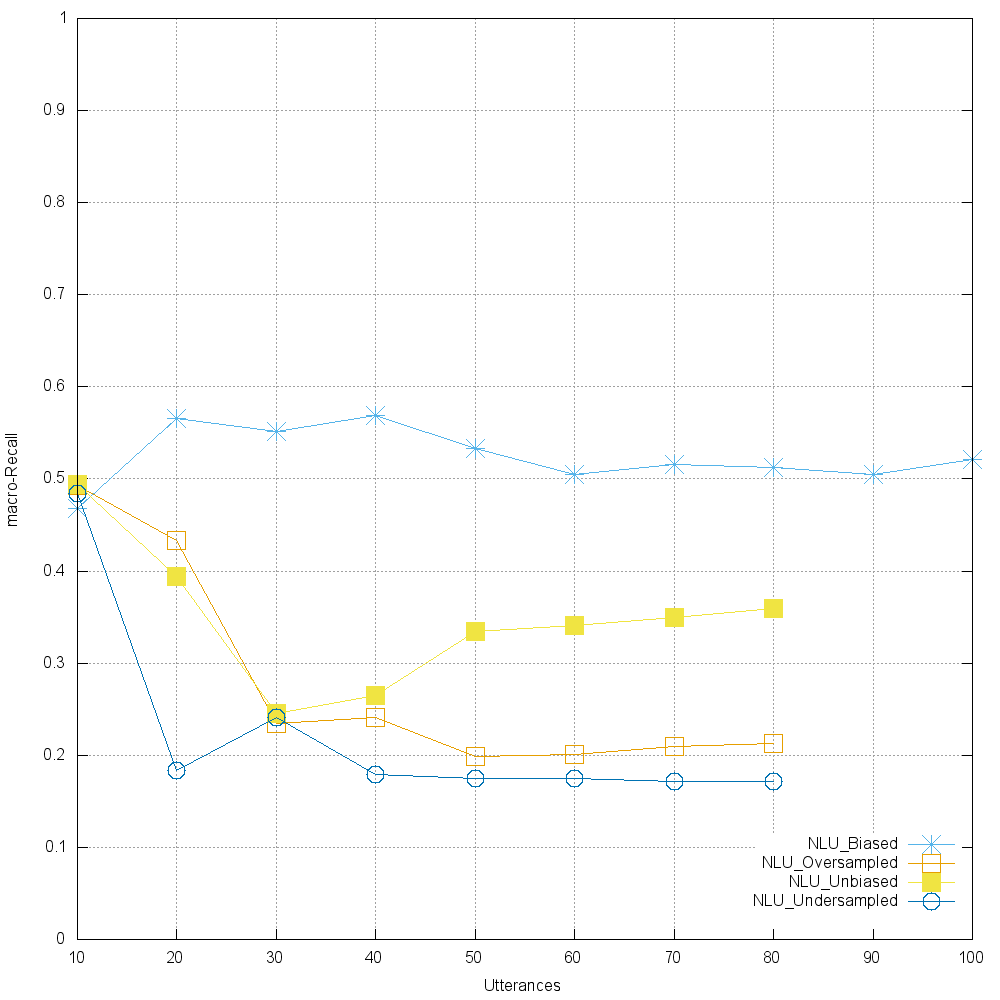 1
0.9
0.8
0.7
0.6
0.5
0.4
0.3
0.2
0.1
0
macro-Recall
NLU_Biased
NLU_Oversampled
NLU_Unbiased
NLU_Undersampled
10 20 30 40 50 60 70 80 90 100
Utterances